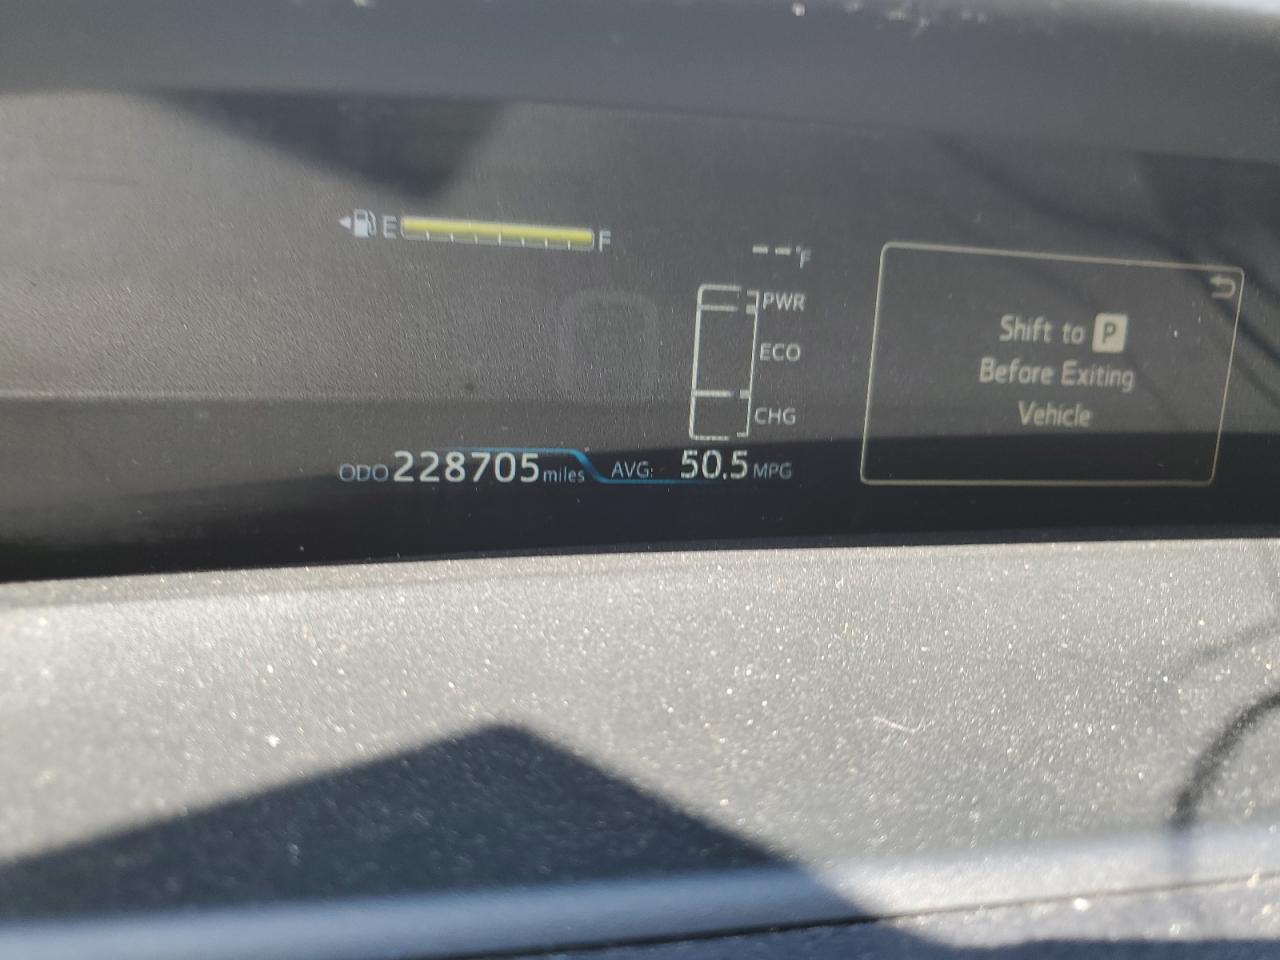 E F
--°F
PWR
ECO
CHG
ODO 228705 miles AVG: 50.5 MPG
Shift to P
Before Exiting
Vehicle